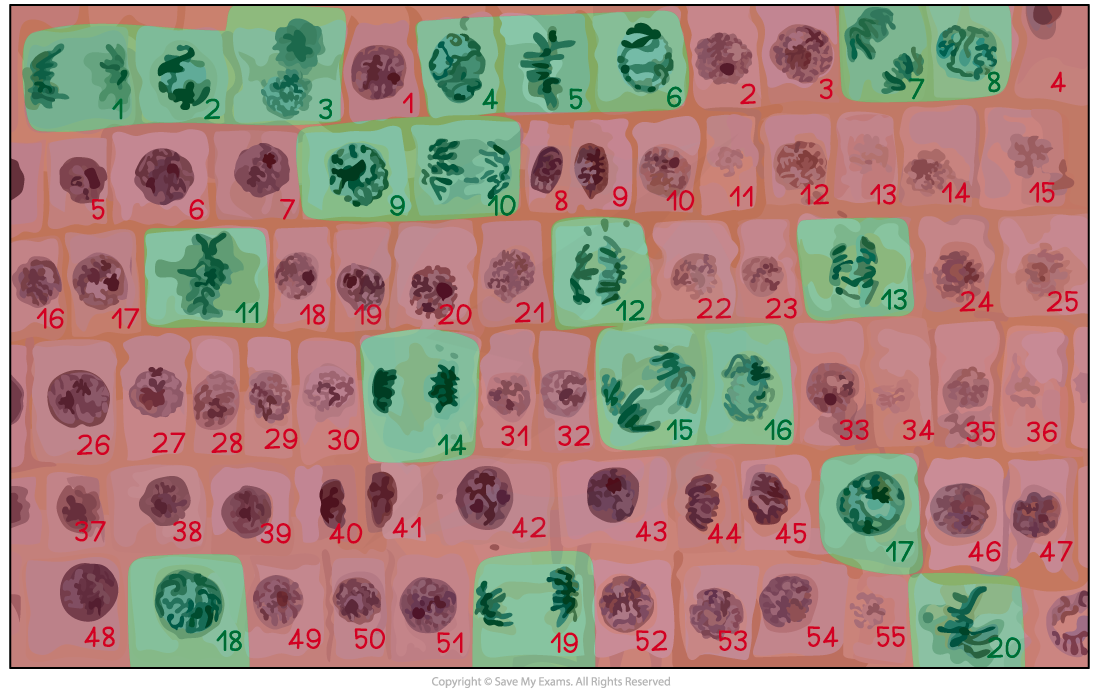 1 2 3 1 4 5 6 2 3 7 8 4
5 6 7 9 10 8 9 10 11 12 13 14 15
16 17 11 18 19 20 21 12 22 23 13 24 25
26 27 28 29 30 14 31 32 15 16 33 34 35 36
37 38 39 40 41 42 43 44 45 17 46 47
48 18 49 50 51 19 52 53 54 55 20
Copyright © Save My Exams. All Rights Reserved